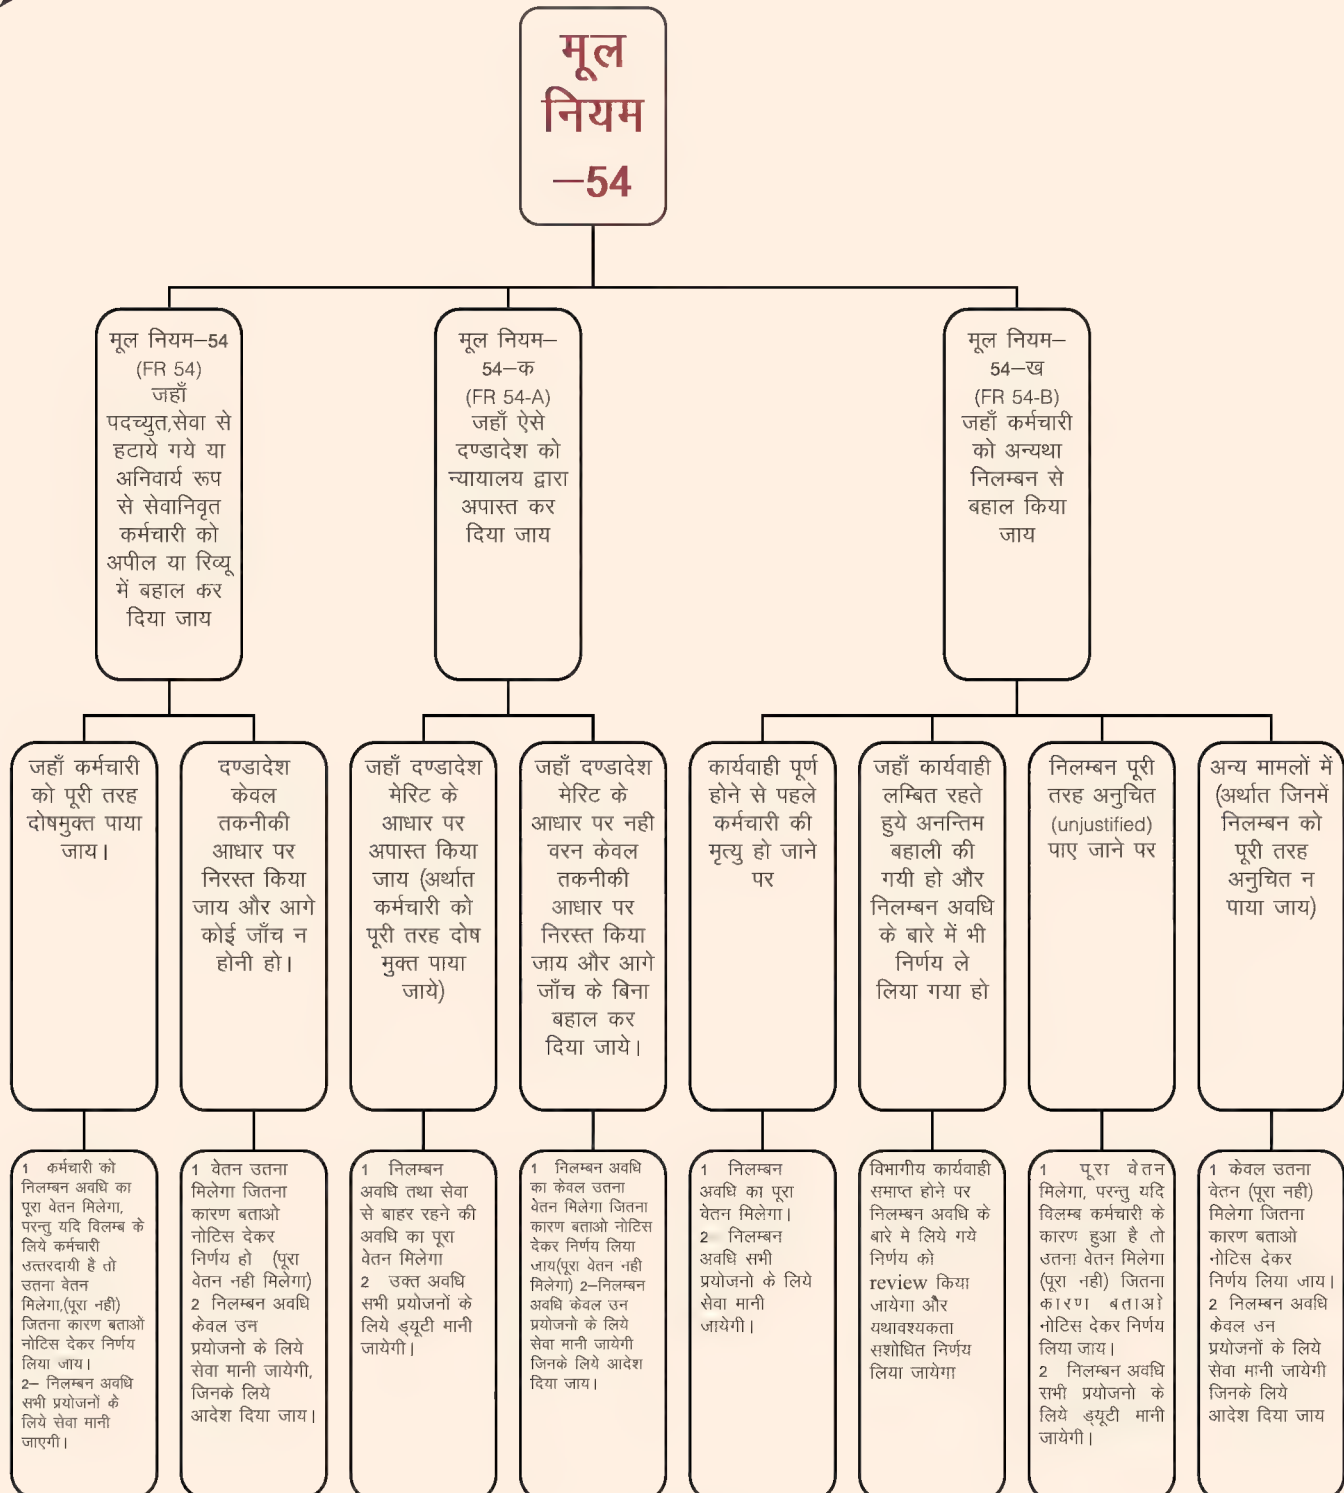 मूल
नियम
–54
मूल नियम–54
(FR 54)
जहाँ
पदच्युत,सेवा से
हटाये गये या
अनिवार्य रूप
से सेवानिवृत
कर्मचारी को
अपील या रिव्यू
में बहाल कर
दिया जाय
मूल नियम–
54–क
(FR 54-A)
जहाँ ऐसे
दण्डादेश को
न्यायालय द्वारा
अपास्त कर
दिया जाय
मूल नियम–
54–ख
(FR 54-B)
जहाँ कर्मचारी
को अन्यथा
निलम्बन से
बहाल किया
जाय
जहाँ कर्मचारी
को पूरी तरह
दोषमुक्त पाया
जाय।
दण्डादेश
केवल
तकनीकी
आधार पर
निरस्त किया
जाय और आगे
कोई जाँच न
होनी हो।
जहाँ दण्डादेश
मेरिट के
आधार पर
अपास्त किया
जाय (अर्थात
कर्मचारी को
पूरी तरह दोष
मुक्त पाया
जाये)
जहाँ दण्डादेश
मेरिट के
आधार पर नही
वरन केवल
तकनीकी
आधार पर
निरस्त किया
जाय और आगे
जाँच के बिना
बहाल कर
दिया जाये।
कार्यवाही पूर्ण
होने से पहले
कर्मचारी की
मृत्यु हो जाने
पर
जहाँ कार्यवाही
लम्बित रहते
हुये अनन्तिम
बहाली की
गयी हो और
निलम्बन अवधि
के बारे में भी
निर्णय ले
लिया गया हो
निलम्बन पूरी
तरह अनुचित
(unjustified)
पाए जाने पर
अन्य मामलों में
(अर्थात जिनमें
निलम्बन को
पूरी तरह
अनुचित न
पाया जाय)
1 कर्मचारी को
निलम्बन अवधि का
पूरा वेतन मिलेगा,
परन्तु यदि विलम्ब के
लिये कर्मचारी
उत्तरदायी है तो
उतना वेतन
मिलेगा,(पूरा नही)
जितना कारण बताओ
नोटिस देकर निर्णय
लिया जाय।
2– निलम्बन अवधि
सभी प्रयोजनों के
लिये सेवा मानी
जाएगी।
1 वेतन उतना
मिलेगा जितना
कारण बताओ
नोटिस देकर
निर्णय हो (पूरा
वेतन नही मिलेगा)
2 निलम्बन अवधि
केवल उन
प्रयोजनो के लिये
सेवा मानी जायेगी,
जिनके लिये
आदेश दिया जाय।
1 निलम्बन
अवधि तथा सेवा
से बाहर रहने की
अवधि का पूरा
वेतन मिलेगा
2 उक्त अवधि
सभी प्रयोजनों के
लिये ड्यूटी मानी
जायेगी।
1 निलम्बन अवधि
का केवल उतना
वेतन मिलेगा जितना
कारण बताओ नोटिस
देकर निर्णय लिया
जाय(पूरा वेतन नही
मिलेगा) 2–निलम्बन
अवधि केवल उन
प्रयोजनो के लिये
सेवा मानी जायेगी
जिनके लिये आदेश
दिया जाय।
1 निलम्बन
अवधि का पूरा
वेतन मिलेगा।
2– निलम्बन
अवधि सभी
प्रयोजनो के लिये
सेवा मानी
जायेगी।
विभागीय कार्यवाही
समाप्त होने पर
निलम्बन अवधि के
बारे मे लिये गये
निर्णय को
review किया
जायेगा और
यथावश्यकता
सशोधित निर्णय
लिया जायेगा
1 पूरा वेतन
मिलेगा, परन्तु यदि
विलम्ब कर्मचारी के
कारण हुआ है तो
उतना वेतन मिलेगा
(पूरा नही) जितना
कारण बताओ
नोटिस देकर निर्णय
लिया जाय।
2 निलम्बन अवधि
सभी प्रयोजनो के
लिये ड्यूटी मानी
जायेगी।
1 केवल उतना
वेतन (पूरा नही)
मिलेगा जितना
कारण बताओ
नोटिस देकर
निर्णय लिया जाय।
2 निलम्बन अवधि
केवल उन
प्रयोजनों के लिये
सेवा मानी जायेगी
जिनके लिये
आदेश दिया जाय